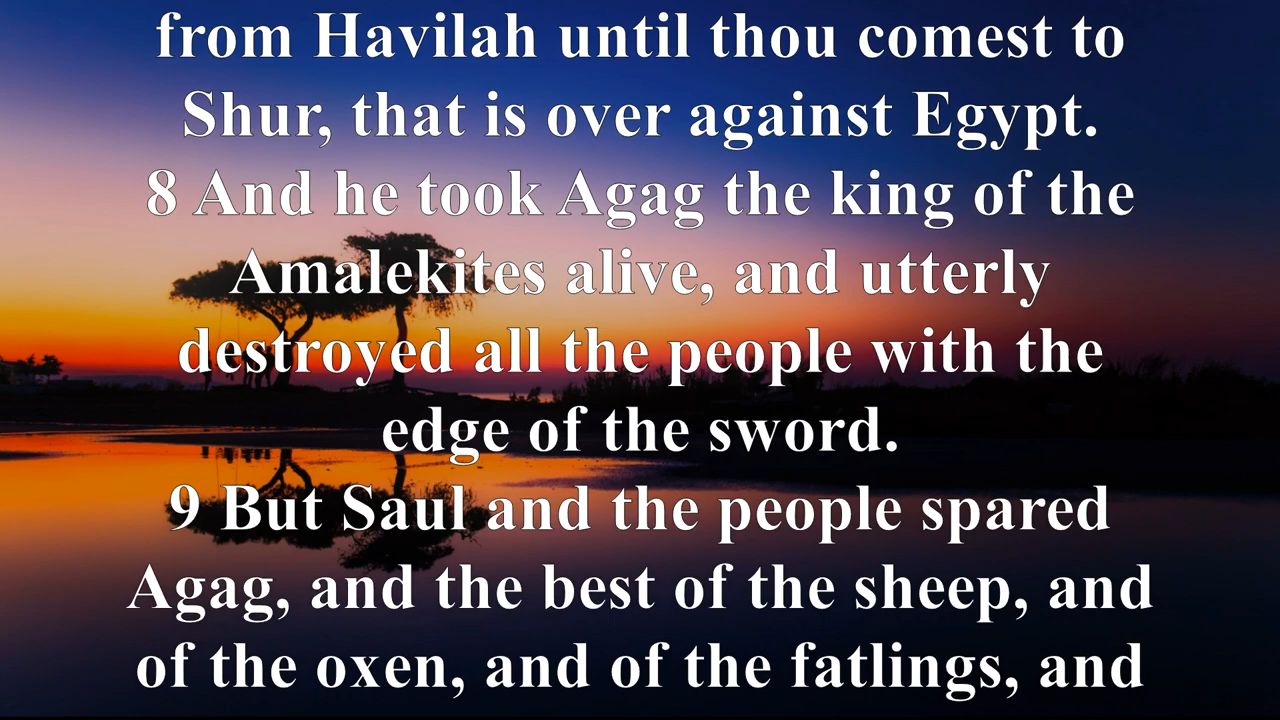 from Havilah until thou comest to
Shur, that is over against Egypt.
8 And he took Agag the king of the
Amalekites alive, and utterly
destroyed all the people with the
edge of the sword.
9 But Saul and the people spared
Agag, and the best of the sheep, and
of the oxen, and of the fatlings, and